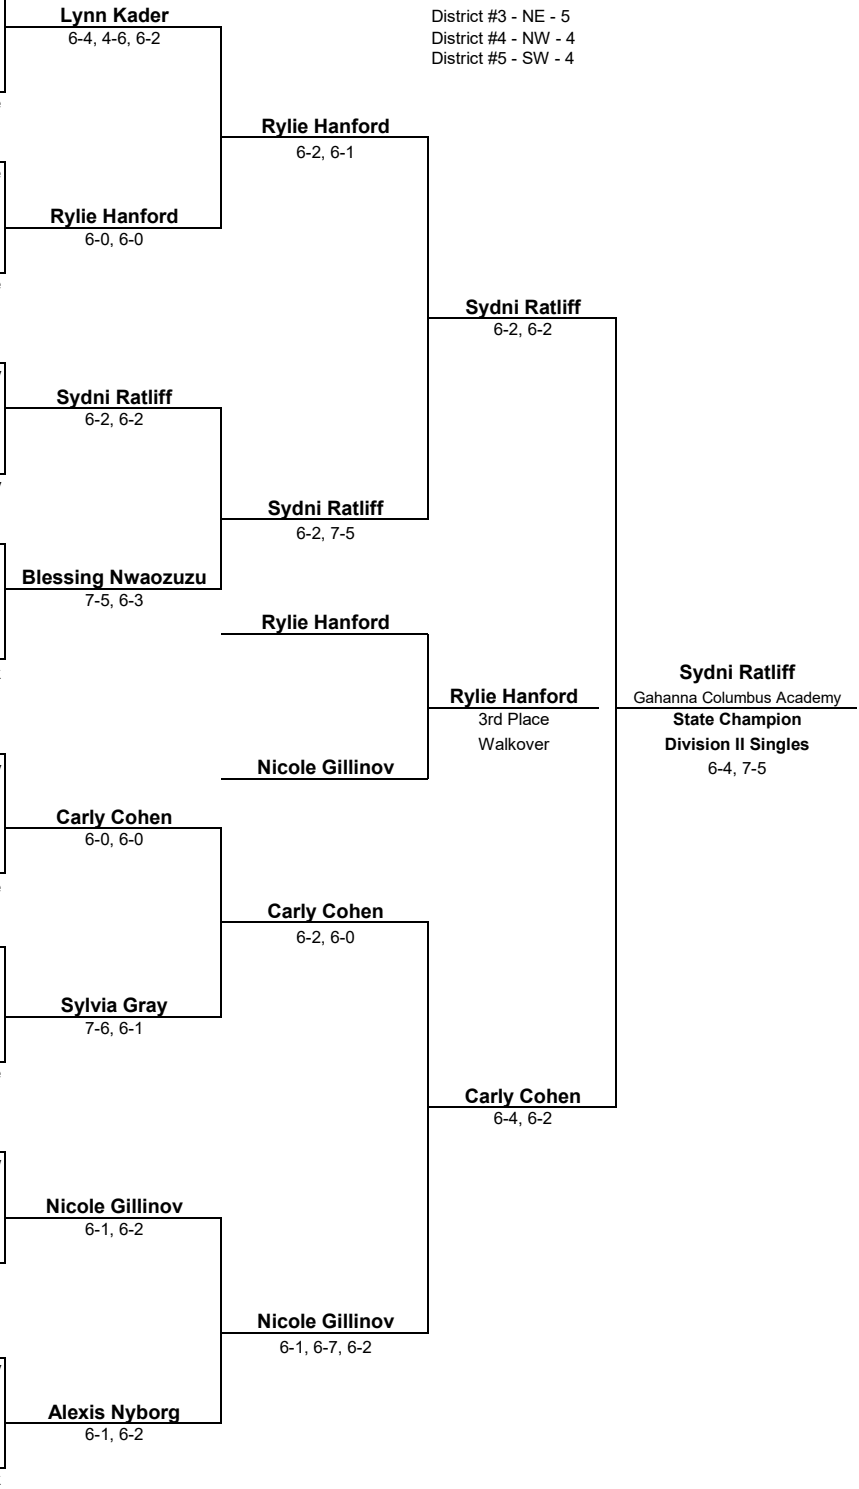 Lynn Kader
6-4, 4-6, 6-2
District #3 - NE - 5
District #4 - NW - 4
District #5 - SW - 4
Rylie Hanford
6-2, 6-1
Rylie Hanford
6-0, 6-0
Sydni Ratliff
6-2, 6-2
Sydni Ratliff
6-2, 6-2
Sydni Ratliff
6-2, 7-5
Blessing Nwaozuzu
7-5, 6-3
Rylie Hanford
Rylie Hanford
3rd Place
Walkover
Nicole Gillinov
Sydni Ratliff
Gahanna Columbus Academy
State Champion
Division II Singles
6-4, 7-5
Carly Cohen
6-0, 6-0
Carly Cohen
6-2, 6-0
Sylvia Gray
7-6, 6-1
Carly Cohen
6-4, 6-2
Nicole Gillinov
6-1, 6-2
Nicole Gillinov
6-1, 6-7, 6-2
Alexis Nyborg
6-1, 6-2